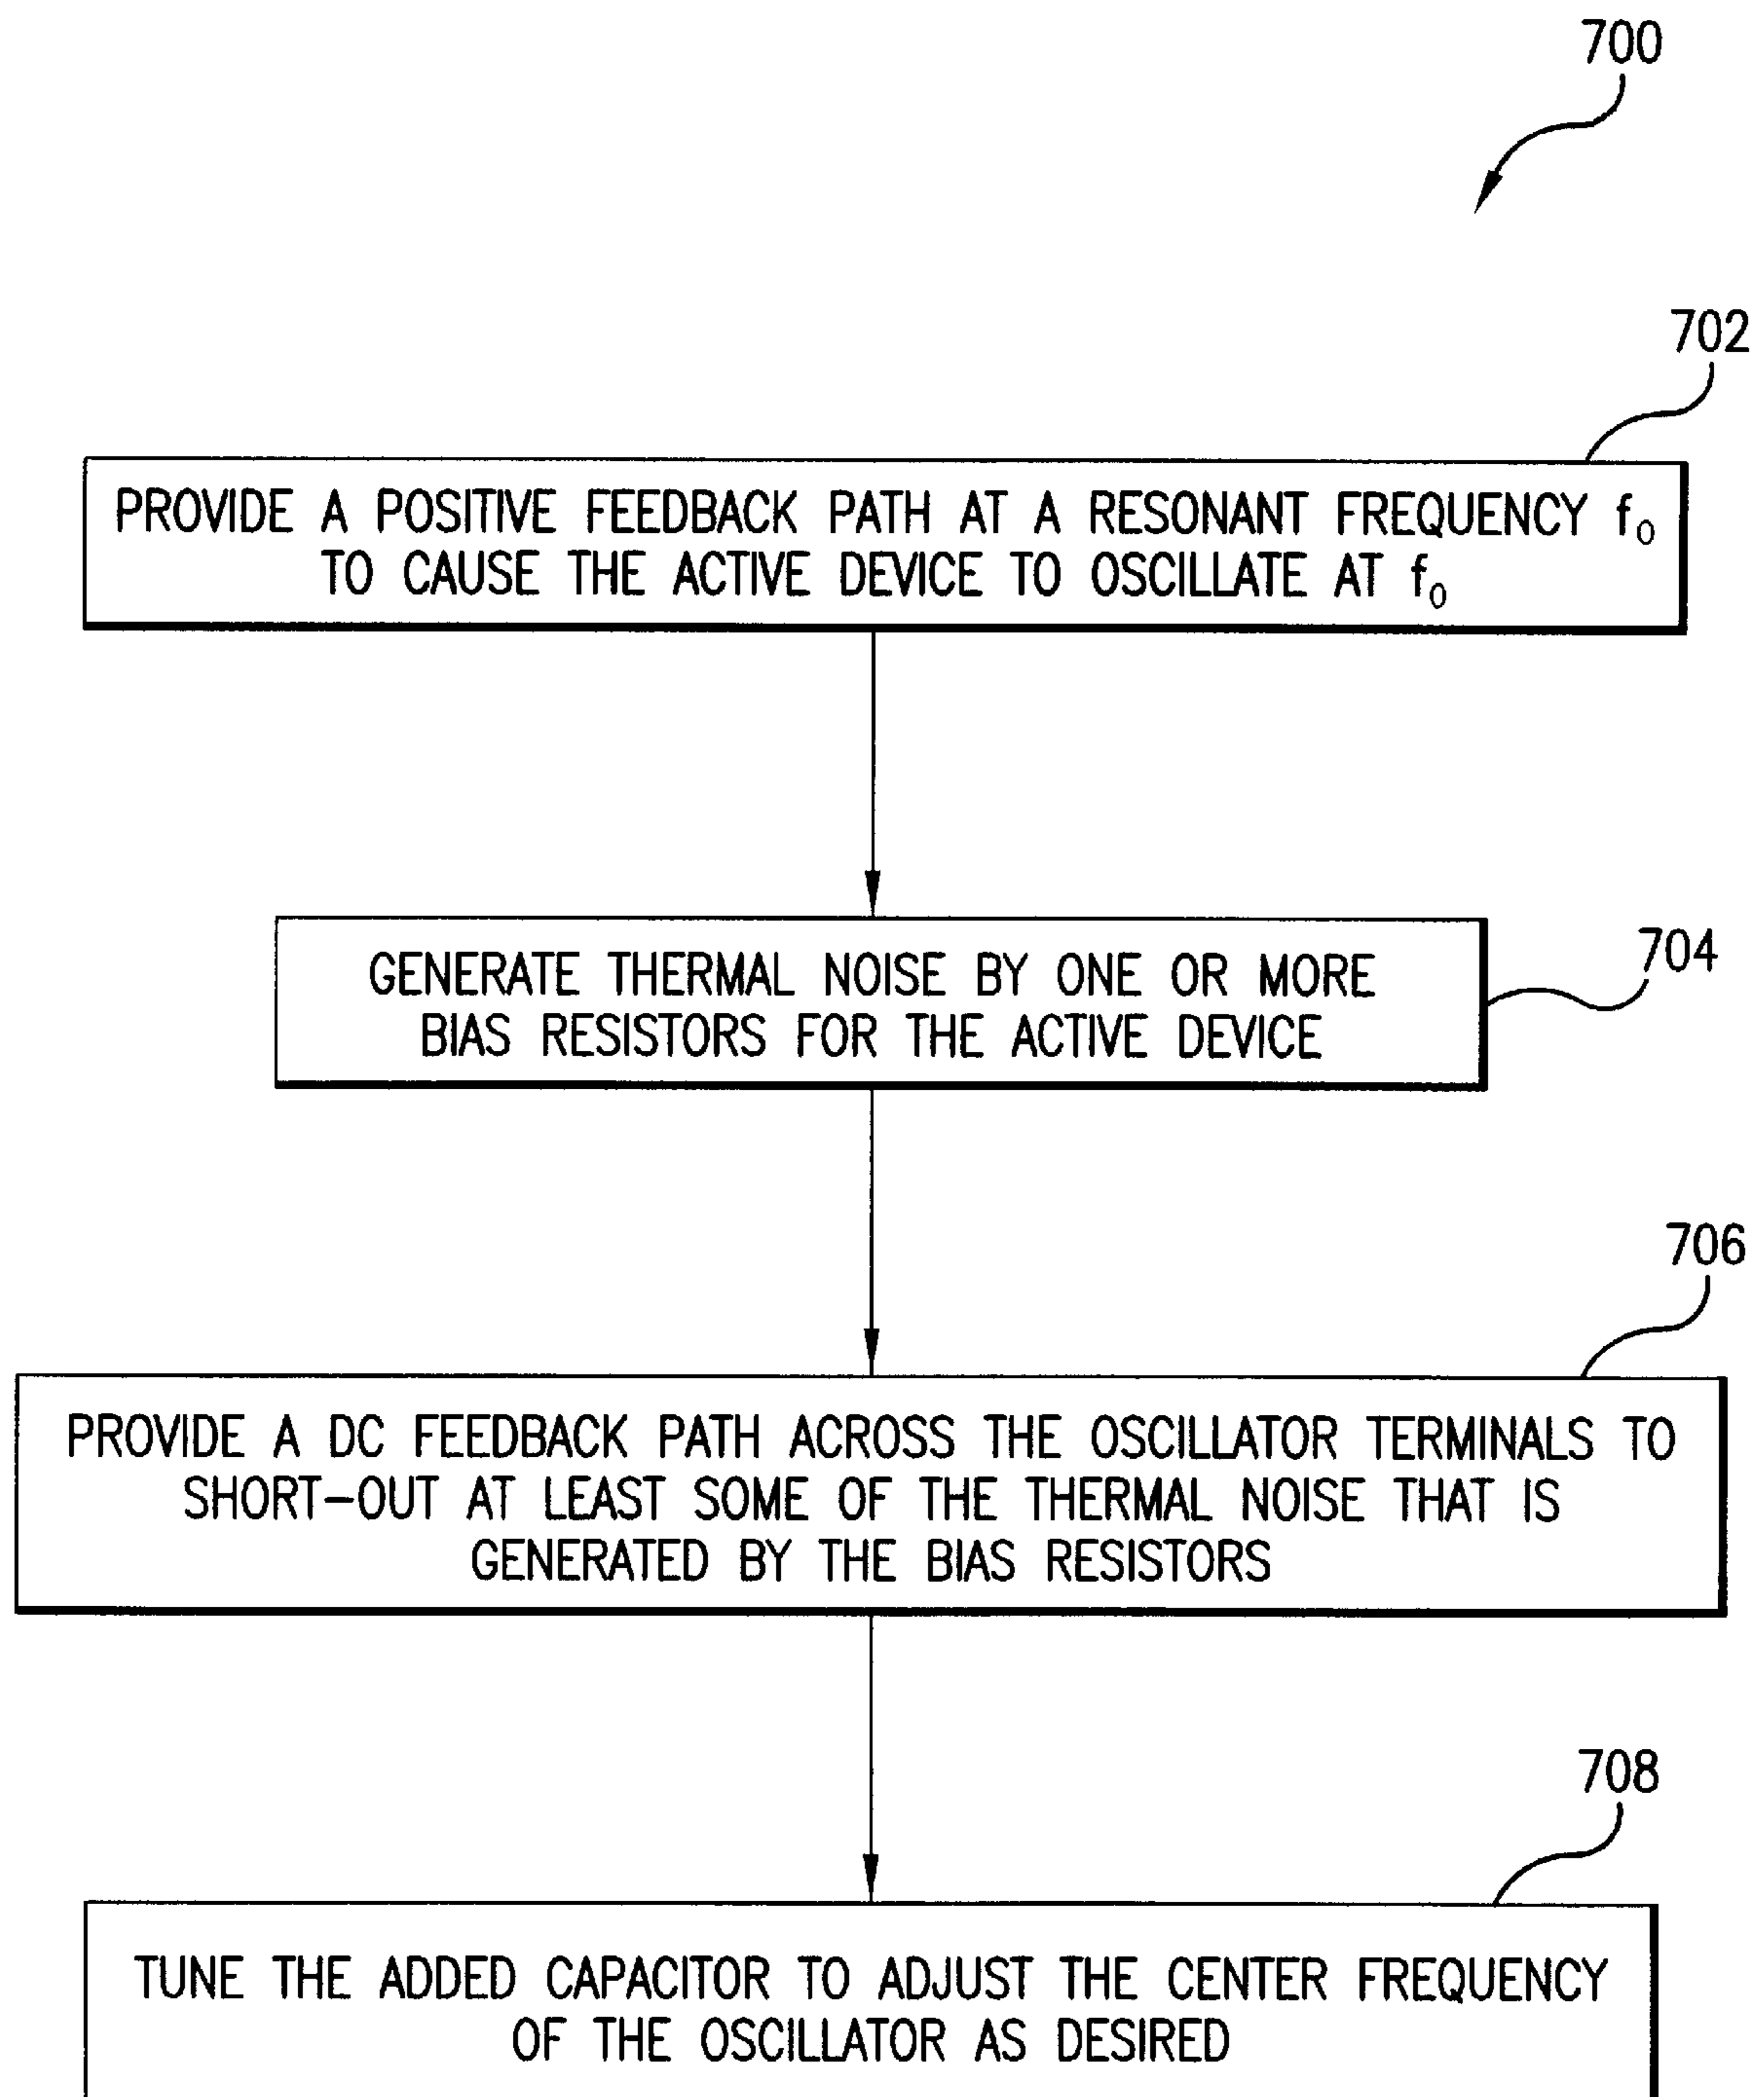 700
702
PROVIDE A POSITIVE FEEDBACK PATH AT A RESONANT FREQUENCY f0
TO CAUSE THE ACTIVE DEVICE TO OSCILLATE AT f0
704
GENERATE THERMAL NOISE BY ONE OR MORE
BIAS RESISTORS FOR THE ACTIVE DEVICE
706
PROVIDE A DC FEEDBACK PATH ACROSS THE OSCILLATOR TERMINALS TO
SHORT-OUT AT LEAST SOME OF THE THERMAL NOISE THAT IS
GENERATED BY THE BIAS RESISTORS
708
TUNE THE ADDED CAPACITOR TO ADJUST THE CENTER FREQUENCY
OF THE OSCILLATOR AS DESIRED